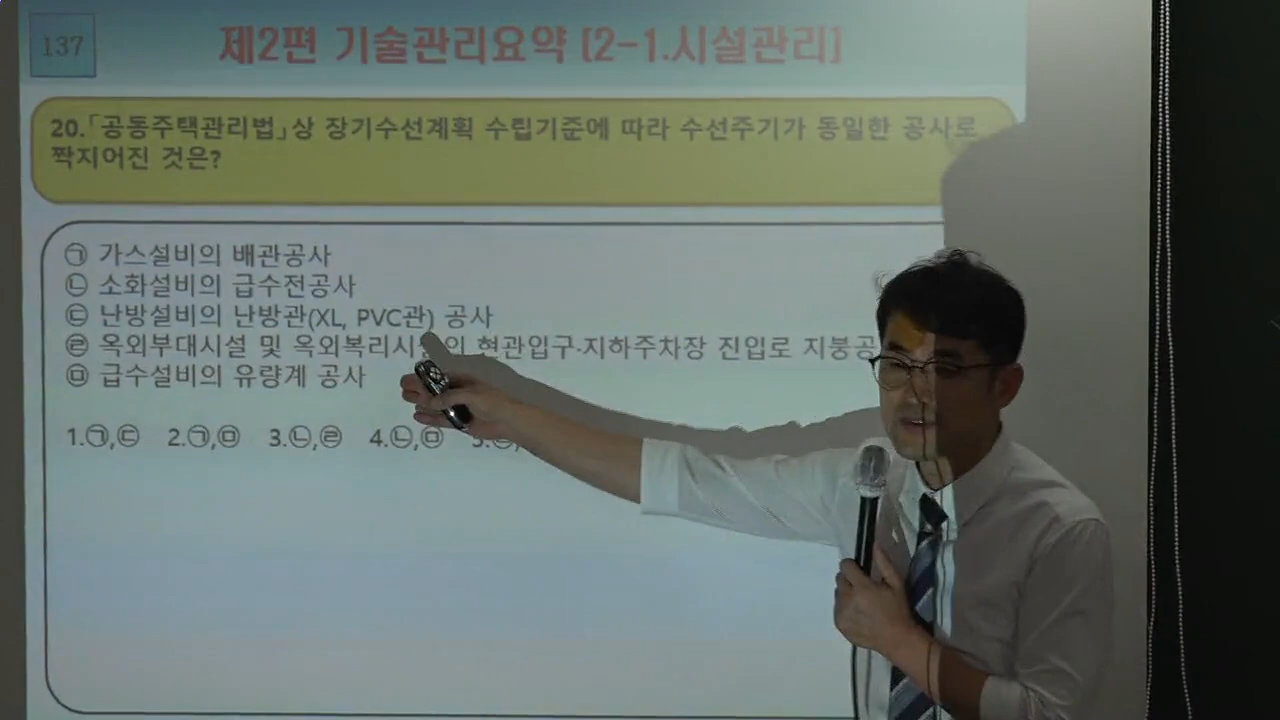 137
제2편 기술관리요약 [2-1.시설관리]
20.「공동주택관리법」상 장기수선계획 수립기준에 따라 수선주기가 동일한 공사로
짝지어진 것은?
㉠ 가스설비의 배관공사
㉡ 소화설비의 급수전공사
㉢ 난방설비의 난방관(XL, PVC관) 공사
㉣ 옥외부대시설 및 옥외복리시설의 현관입구·지하주차장 진입로 지붕공
㉤ 급수설비의 유량계 공사
1.㉠,㉢ 2.㉠,㉤ 3.㉡,㉣ 4.㉡,㉤